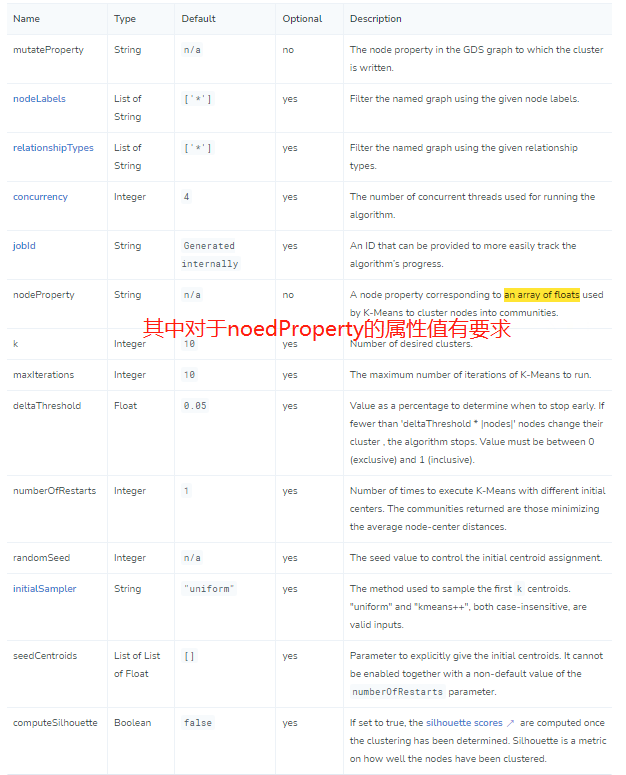 Name Type Default Optional Description
mutateProperty String n/a no The node property in the GDS graph to which the cluster
is written.
nodeLabels List of ['*'] yes Filter the named graph using the given node labels.
String
relationshipTypes List of ['*'] yes Filter the named graph using the given relationship
String types.
concurrency Integer 4 yes The number of concurrent threads used for running the
algorithm.
jobId String Generated yes An ID that can be provided to more easily track the
internally algorithm's progress.
nodeProperty String n/a no A node property corresponding to an array of floats used
by K-Means to cluster nodes into communities.
其中对于noedProperty的属性值有要求
k Integer 10 yes Number of desired clusters.
maxIterations Integer 10 yes The maximum number of iterations of K-Means to run.
deltaThreshold Float 0.05 yes Value as a percentage to determine when to stop early. If
fewer than 'deltaThreshold * |nodes|' nodes change their
cluster , the algorithm stops. Value must be between 0
(exclusive) and 1 (inclusive).
numberOfRestarts Integer 1 yes Number of times to execute K-Means with different initial
centers. The communities returned are those minimizing
the average node-center distances.
randomSeed Integer n/a yes The seed value to control the initial centroid assignment.
initialSampler String "uniform" yes The method used to sample the first k centroids.
"uniform" and "kmeans++", both case-insensitive, are
valid inputs.
seedCentroids List of List [] yes Parameter to explicitly give the initial centroids. It cannot
of Float be enabled together with a non-default value of the
numberOfRestarts parameter.
computeSilhouette Boolean false yes If set to true, the silhouette scores ↗ are computed once
the clustering has been determined. Silhouette is a metric
on how well the nodes have been clustered.